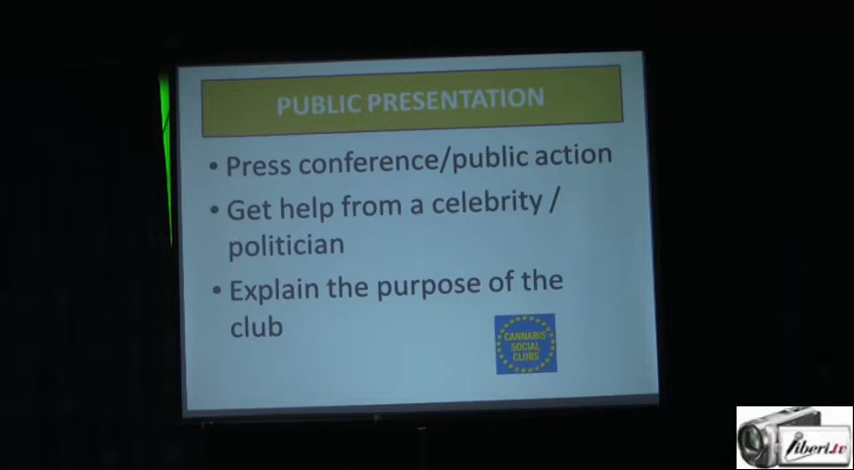 PUBLIC PRESENTATION
• Press conference/public action
• Get help from a celebrity /
politician
• Explain the purpose of the
club
CANNABIS
SOCIAL
CLUBS
liberi.tv